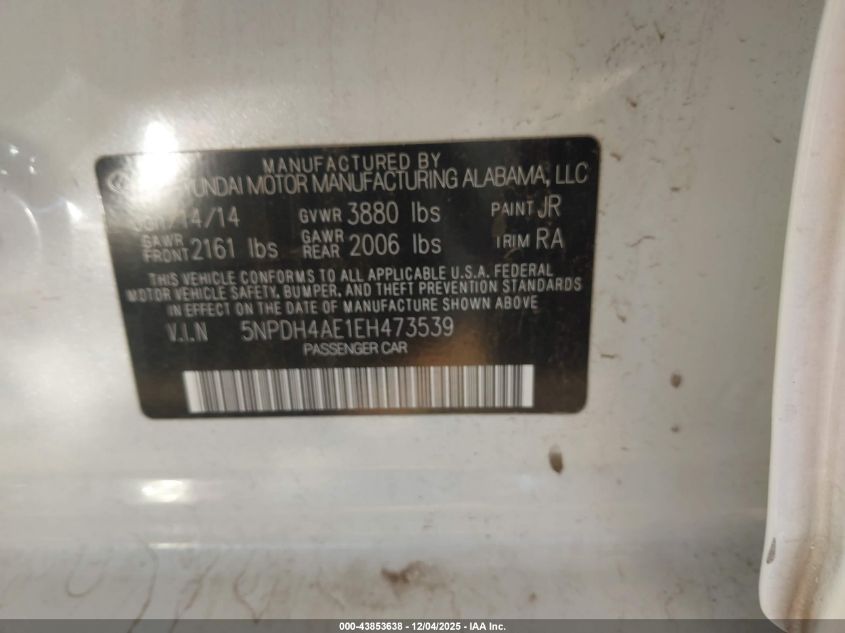 MANUFACTURED BY
HYUNDAI MOTOR MANUFACTURING ALABAMA, LLC
/14/14 GVWR 3880 lbs PAINT JR
GAWR FRONT 2161 lbs GAWR REAR 2006 lbs TRIM RA
THIS VEHICLE CONFORMS TO ALL APPLICABLE U.S.A. FEDERAL
MOTOR VEHICLE SAFETY, BUMPER, AND THEFT PREVENTION STANDARDS
IN EFFECT ON THE DATE OF MANUFACTURE SHOWN ABOVE
V.I.N 5NPDH4AE1EH473539
PASSENGER CAR
000-43853638 - 12/04/2025 - IAA Inc.